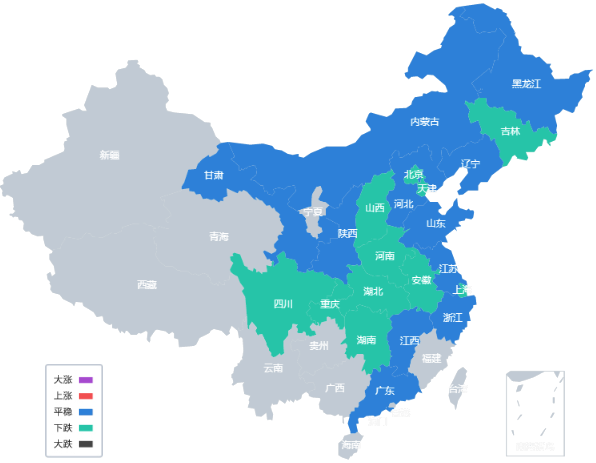 黑龙江
内蒙古
吉林
新疆
辽宁
北京
甘肃
天津
河北
山西
宁夏
山东
陕西
青海
河南
江苏
安徽
西藏
上海
湖北
四川
重庆
浙江
湖南
江西
贵州
福建
云南
广西
广东
台湾
海南
大涨
上涨
平稳
下跌
大跌